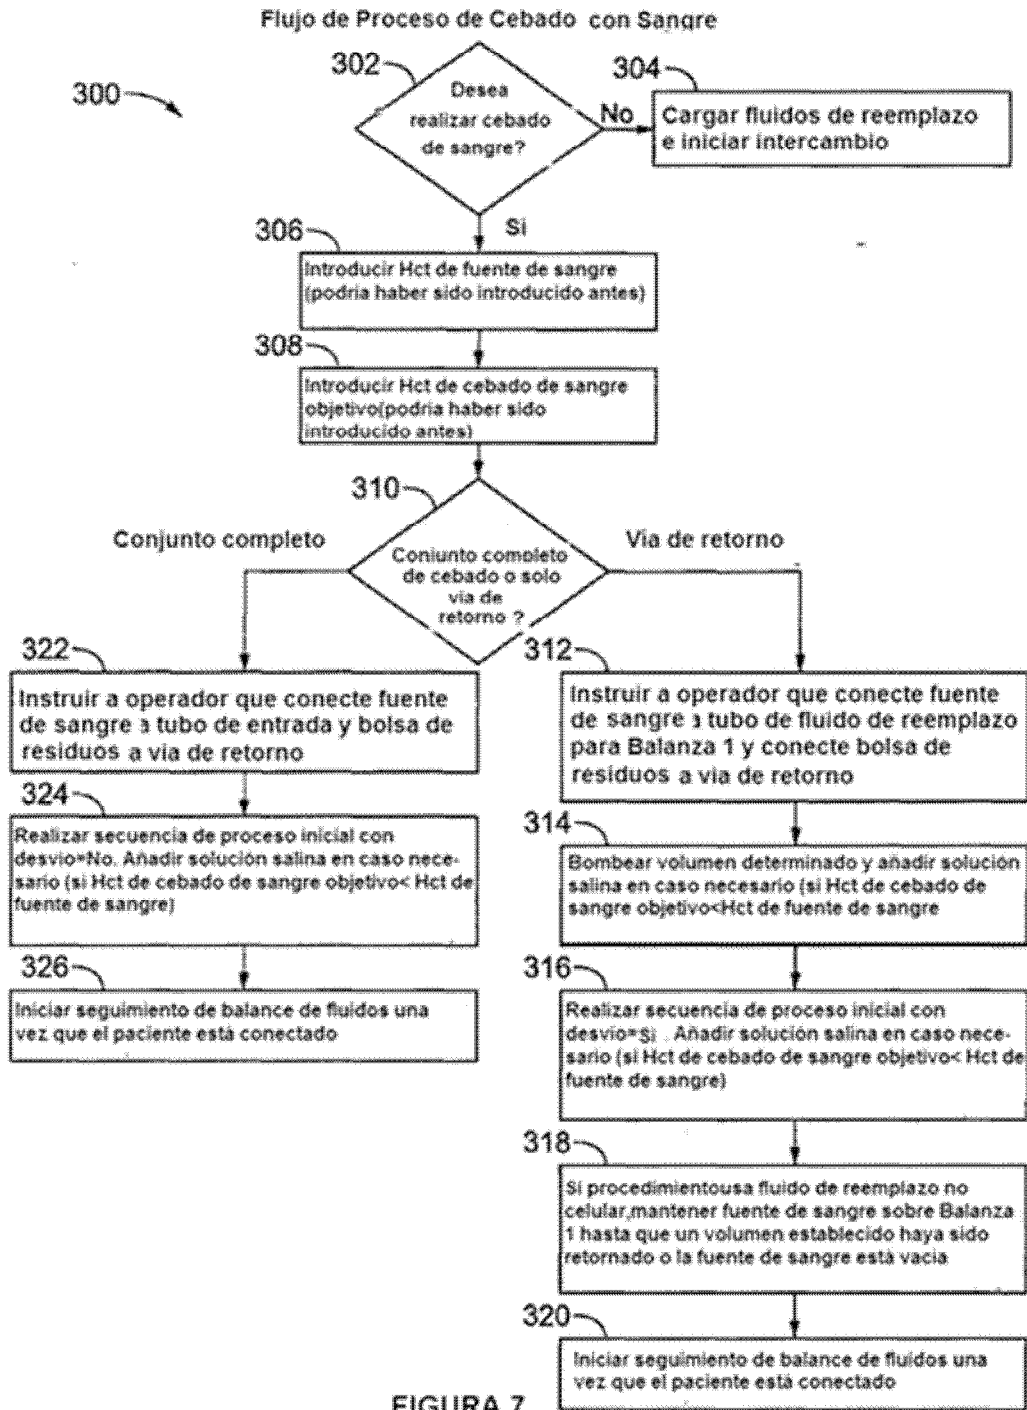 Flujo de Proceso de Cebado con Sangre
300
302
Desea
realizar cebado
de sangre?
No
304
Cargar fluidos de reemplazo
e iniciar intercambio
Si
306
Introducir Hct de fuente de sangre
(podria haber sido introducido antes)
308
Introducir Hct de cebado de sangre
objetivo(podria haber sido
introducido antes)
310
Conjunto completo
Coniunto completo
de cebado o solo
via de
retorno ?
Via de retorno
322
Instruir a operador que conecte fuente
de sangre a tubo de entrada y bolsa de
residuos a via de retorno
324
Realizar secuencia de proceso inicial con
desvio=No. Añadir solución salina en caso nece-
sario (si Hct de cebado de sangre objetivo< Hct de
fuente de sangre)
326
Iniciar seguimiento de balance de fluidos una
vez que el paciente está conectado
312
Instruir a operador que conecte fuente
de sangre a tubo de fluido de reemplazo
para Balanza 1 y conecte bolsa de
residuos a via de retorno
314
Bombear volumen determinado y añadir solución
salina en caso necesario (si Hct de cebado de
sangre objetivo<Hct de fuente de sangre
316
Realizar secuencia de proceso inicial con
desvio=Si . Añadir solución salina en caso nece-
sario (si Hct de cebado de sangre objetivo< Hct de
fuente de sangre)
318
Si procedimientousa fluido de reemplazo no
celular,mantener fuente de sangre sobre Balanza
1 hasta que un volumen establecido haya sido
retornado o la fuente de sangre está vacia
320
Iniciar seguimiento de balance de fluidos una
vez que el paciente está conectado
FIGURA 7